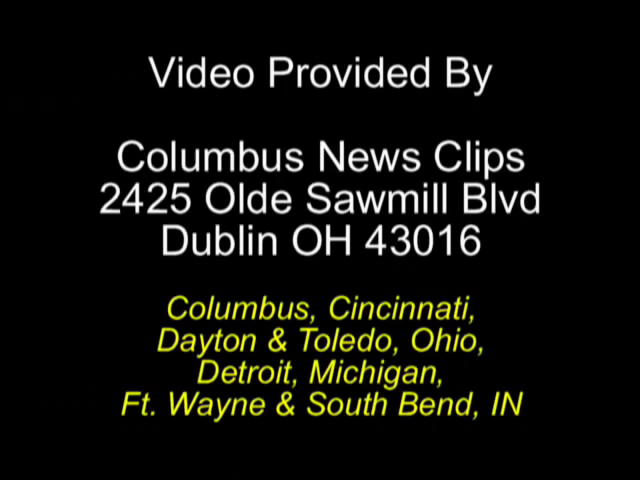 Video Provided By
Columbus News Clips
2425 Olde Sawmill Blvd
Dublin OH 43016
Columbus, Cincinnati,
Dayton & Toledo, Ohio,
Detroit, Michigan,
Ft. Wayne & South Bend, IN